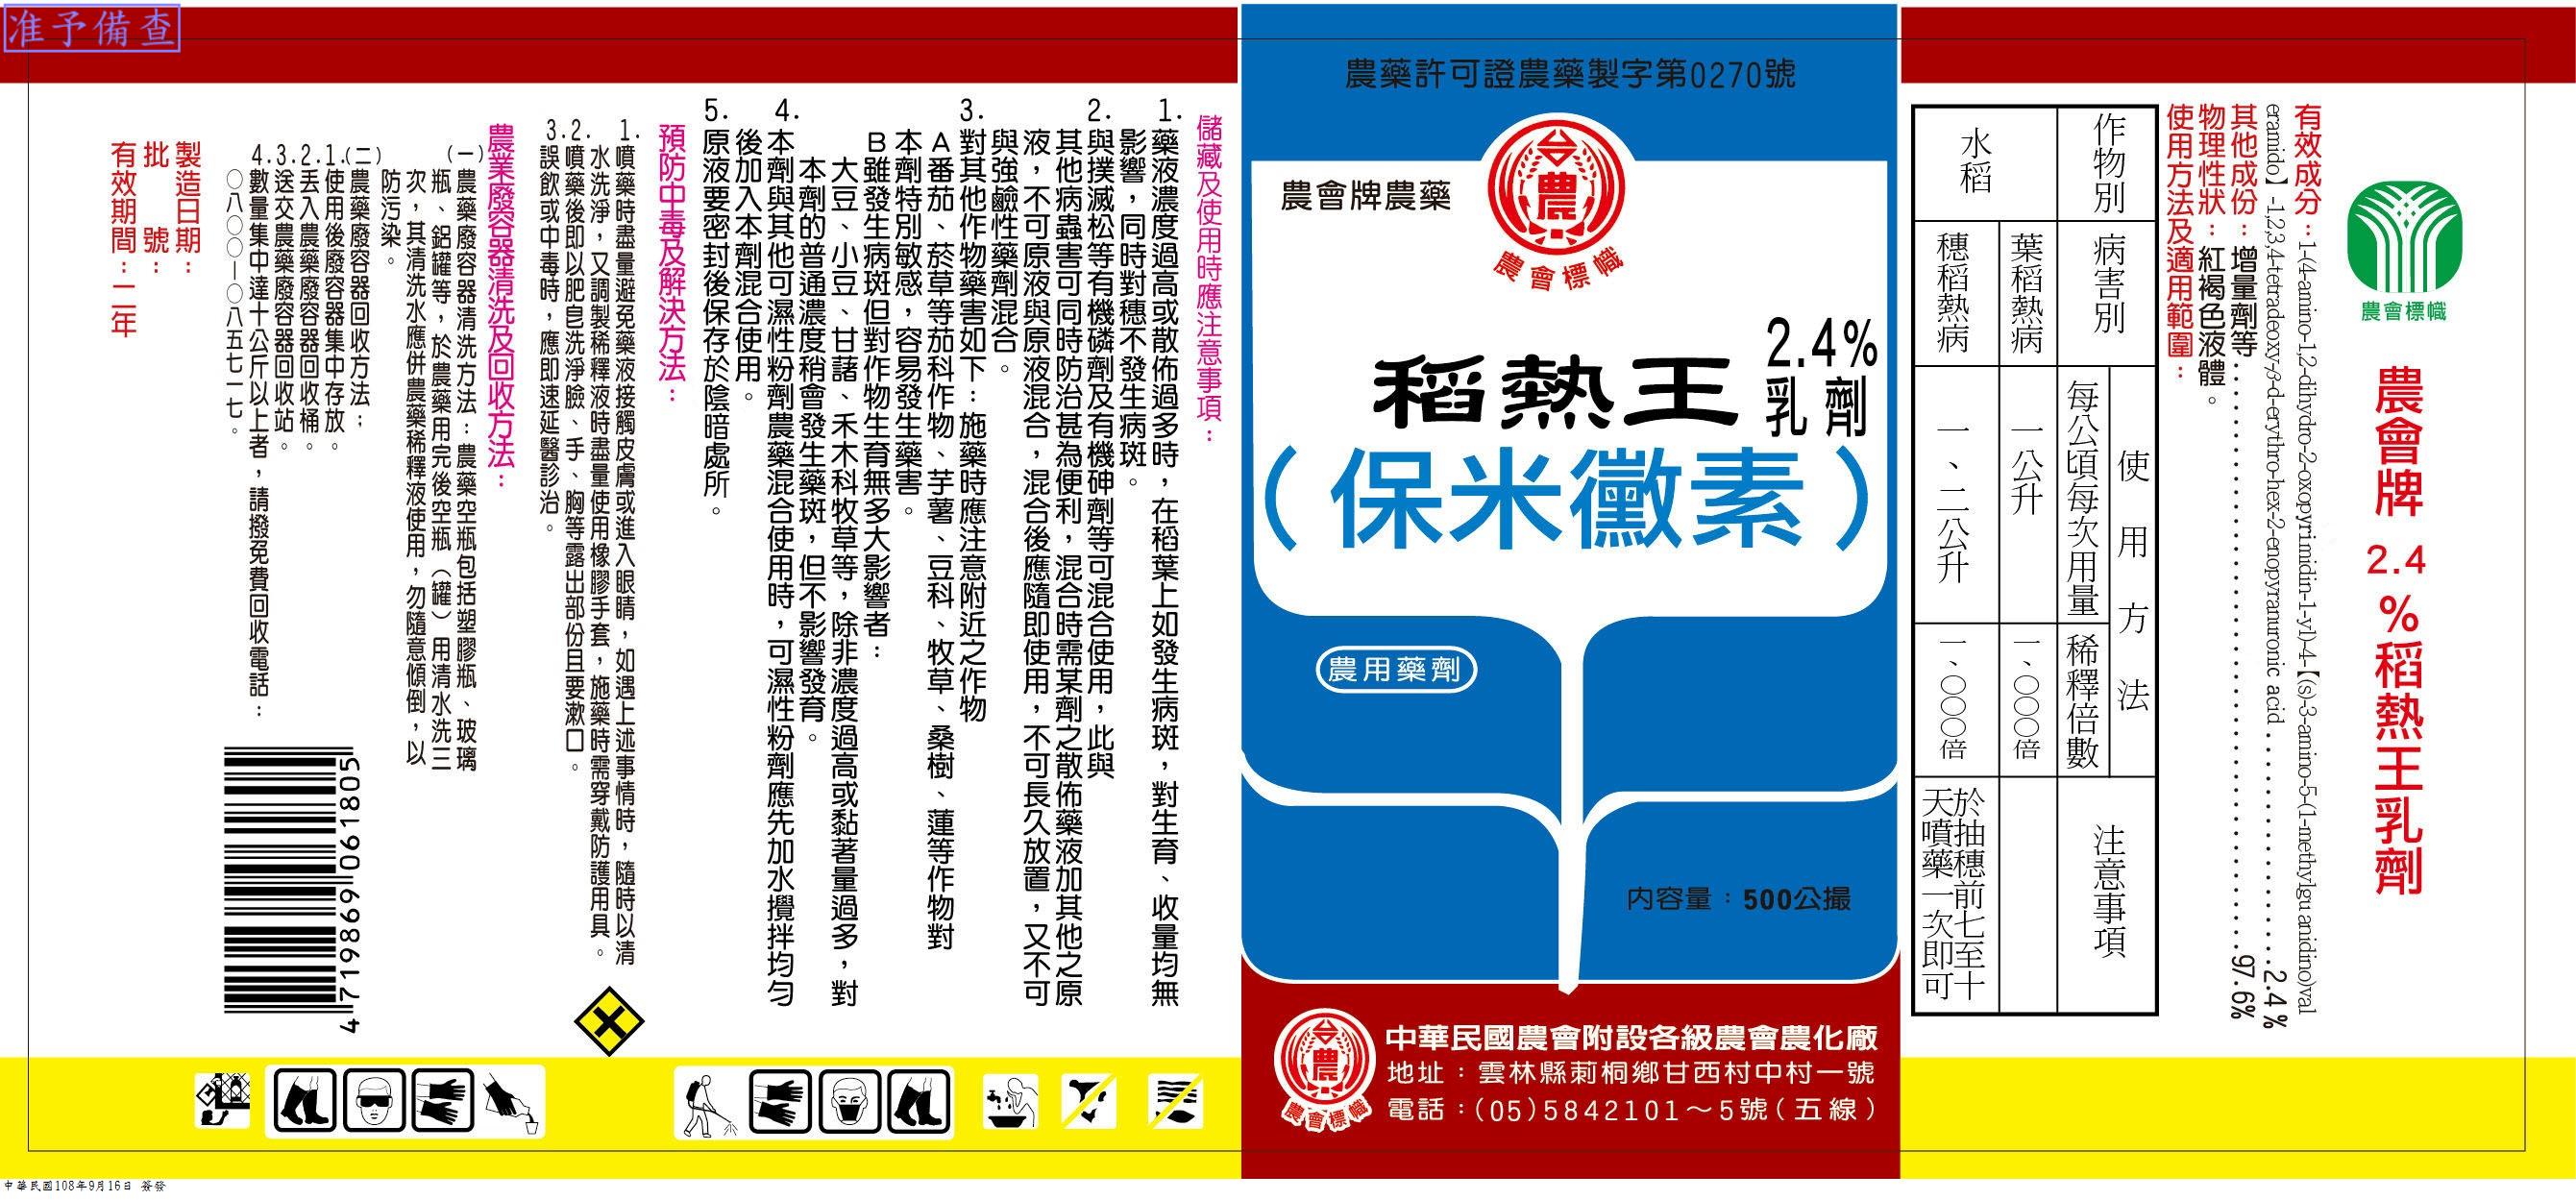 准予備查
農會標幟
農會牌 2.4%稻熱王乳劑
有效成分：1-(4-amino-1,2-dihydro-2-oxopyrimidin-1-yl)-4-【(s)-3-amino-5-(1-methylguanidino)val
eramido】-1,2,3,4-tetradeoxy-β-d-erythro-hex-2-enopyranuronic acid..................2.4%
其他成份：增量劑等..................97.6%
物理性狀：紅褐色液體。
使用方法及適用範圍：
作物別
病害別
使用方法
每公頃每次用量
稀釋倍數
注意事項
水稻
葉稻熱病
一公升
一、〇〇〇倍
穗稻熱病
一、二公升
一、〇〇〇倍
於抽穗前七至十
天噴藥一次即可
農藥許可證農藥製字第0270號
農會牌農藥
台
農
農會標幟
稻熱王
2.4%
乳劑
（保米黴素）
農用藥劑
內容量：500公撮
農
農會標幟
中華民國農會附設各級農會農化廠
地址：雲林縣莿桐鄉甘西村中村一號
電話：(05)5842101～5號(五線)
儲藏及使用時應注意事項：
1.藥液濃度過高或散佈過多時，在稻葉上如發生病斑，對生育、收量均無
影響，同時對穗不發生病斑。
2.與撲滅松等有機磷劑及有機砷劑等可混合使用，此與
其他病蟲害可同時防治甚為便利，混合時需某劑之散佈藥液加其他之原
液，不可原液與原液混合，混合後應隨即使用，不可長久放置，又不可
與強鹼性藥劑混合。
3.對其他作物藥害如下：施藥時應注意附近之作物
A番茄、菸草等茄科作物、芋薯、豆科、牧草、桑樹、蓮等作物對
本劑特別敏感，容易發生藥害。
B雖發生病斑但對作物生育無多大影響者：
大豆、小豆、甘藷、禾木科牧草等，除非濃度過高或黏著量過多，對
本劑的普通濃度稍會發生藥斑，但不影響發育。
4.本劑與其他可濕性粉劑農藥混合使用時，可濕性粉劑應先加水攪拌均勻
後加入本劑混合使用。
5.原液要密封後保存於陰暗處所。
預防中毒及解決方法：
1.噴藥時盡量避免藥液接觸皮膚或進入眼睛，如遇上述事情時，隨時以清
水洗淨，又調製稀釋液時盡量使用橡膠手套，施藥時需穿戴防護用具。
2.噴藥後即以肥皂洗淨臉、手、胸等露出部份且要漱口。
3.誤飲或中毒時，應即速延醫診治。
農業廢容器清洗及回收方法：
(一)農藥廢容器清洗方法：農藥空瓶包括塑膠瓶、玻璃
瓶、鋁罐等，於農藥用完後空瓶（罐）用清水洗三
次，其清洗水應併農藥稀釋液使用，勿隨意傾倒，以
防污染。
(二)農藥廢容器回收方法；
1.使用後廢容器集中存放。
2.丟入農藥廢容器回收桶。
3.送交農藥廢容器回收站。
4.數量集中達十公斤以上者，請撥免費回收電話：
〇八〇〇－〇八五七一七。
製造日期：
批號：
有效期間：二年
4719869061805
中華民國108年9月16日 簽發